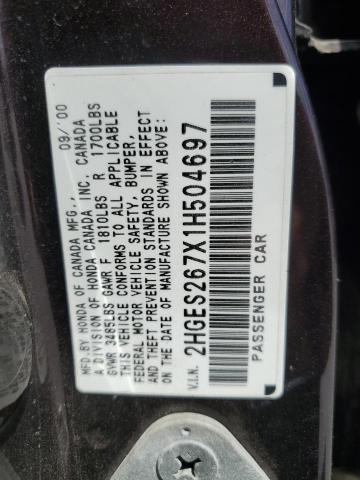 MFD.BY HONDA OF CANADA MFG., 09/'00
A DIVISION OF HONDA CANADA INC. CANADA
GVWR 3485LBS GAWR F 1810LBS R 1700LBS
THIS VEHICLE CONFORMS TO ALL APPLICABLE
FEDERAL MOTOR VEHICLE SAFETY, BUMPER,
AND THEFT PREVENTION STANDARDS IN EFFECT
ON THE DATE OF MANUFACTURE SHOWN ABOVE:
V.I.N. 2HGES267X1H504697
PASSENGER CAR